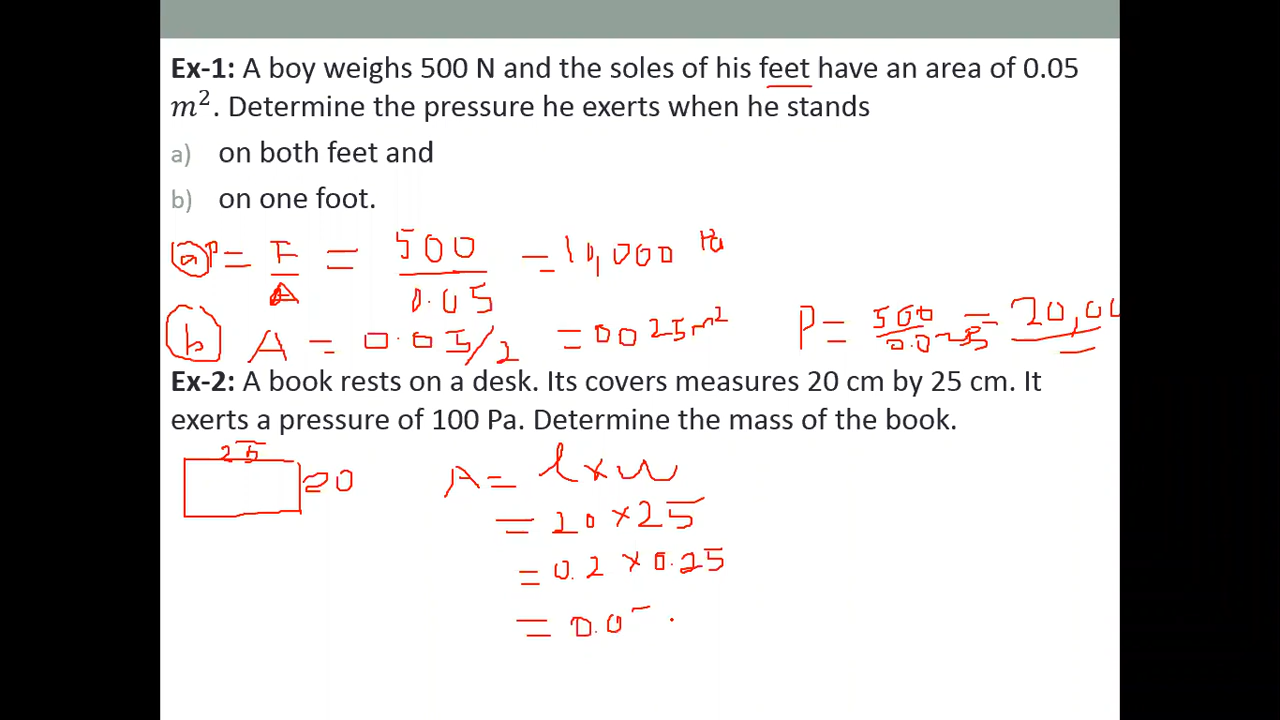 Ex-1: A boy weighs 500 N and the soles of his feet have an area of 0.05
m². Determine the pressure he exerts when he stands
a) on both feet and
b) on one foot.
a P = F/A = 500/0.05 = 10,000 Pa
b A = 0.05/2 = 0.025 m² P = 500/0.025 = 20,00
Ex-2: A book rests on a desk. Its covers measures 20 cm by 25 cm. It
exerts a pressure of 100 Pa. Determine the mass of the book.
25
20
A = l × w
= 20 × 25
= 0.2 × 0.25
= 0.0